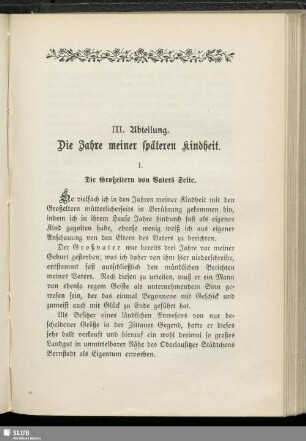 III. Abteilung.
Die Jahre meiner späteren Kindheit.
I.
Die Großeltern von Vaters Seite.
So vielfach ich in den Jahren meiner Kindheit mit den
Großeltern mütterlicherseits in Berührung gekommen bin,
indem ich in ihrem Hause Jahre hindurch fast als eigenes
Kind gegolten habe, ebenso wenig weiß ich aus eigener
Anschauung von den Eltern des Vaters zu berichten.
Der Großvater war bereits drei Jahre vor meiner
Geburt gestorben; was ich daher von ihm hier niederschreibe,
entstammt fast ausschließlich den mündlichen Berichten
meines Vaters. Nach diesen zu urteilen, muß er ein Mann
von ebenso regem Geiste als unternehmendem Sinn ge-
wesen sein, der das einmal Begonnene mit Geschick und
zumeist auch mit Glück zu Ende geführt hat.
Als Besitzer eines ländlichen Anwesens von nur be-
scheidener Größe in Zittauer Gegend, hatte er dieses
sehr bald verkauft und hierauf ein wohl dreimal so großes
Landgut in unmittelbarer Nähe des Oberlausitzer Städtchens
Bernstadt als Eigentum erworben.
SLUB